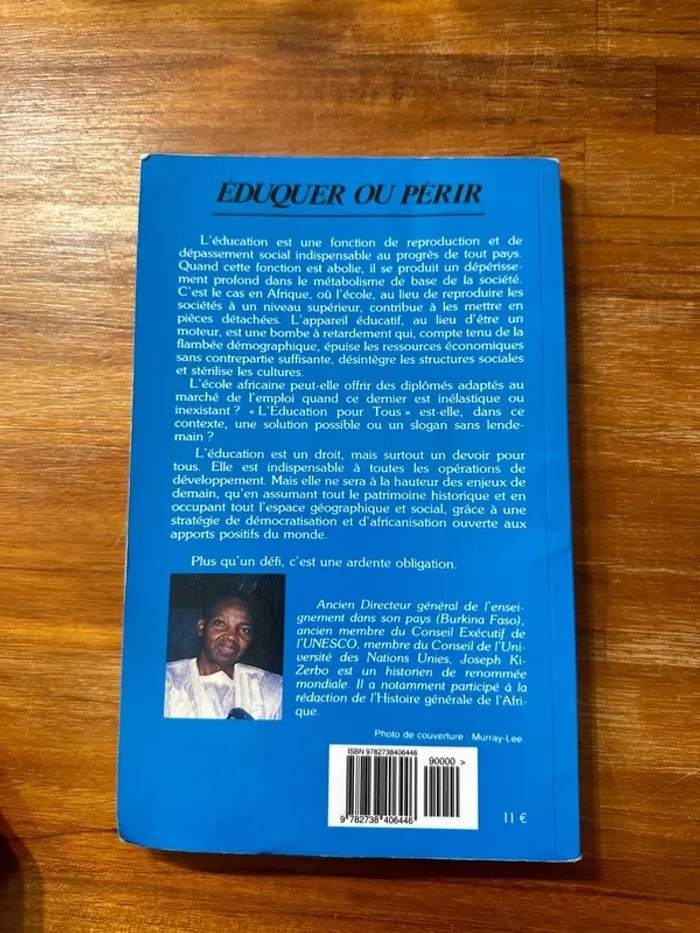 ÉDUQUER OU PÉRIR
L'éducation est une fonction de reproduction et de
dépassement social indispensable au progrès de tout pays.
Quand cette fonction est abolie, il se produit un dépérisse-
ment profond dans le métabolisme de base de la société.
C'est le cas en Afrique, où l'école, au lieu de reproduire les
sociétés à un niveau supérieur, contribue à les mettre en
pièces détachées. L'appareil éducatif, au lieu d'être un
moteur, est une bombe à retardement qui, compte tenu de la
flambée démographique, épuise les ressources économiques
sans contrepartie suffisante, désintègre les structures sociales
et stérilise les cultures.
L'école africaine peut-elle offrir des diplômés adaptés au
marché de l'emploi quand ce dernier est inélastique ou
inexistant ? « L'Éducation pour Tous » est-elle, dans ce
contexte, une solution possible ou un slogan sans lende-
main ?
L'éducation est un droit, mais surtout un devoir pour
tous. Elle est indispensable à toutes les opérations de
développement. Mais elle ne sera à la hauteur des enjeux de
demain, qu'en assumant tout le patrimoine historique et en
occupant tout l'espace géographique et social, grâce à une
stratégie de démocratisation et d'africanisation ouverte aux
apports positifs du monde.
Plus qu'un défi, c'est une ardente obligation.
Ancien Directeur général de l'ensei-
gnement dans son pays (Burkina Faso),
ancien membre du Conseil Exécutif de
l'UNESCO, membre du Conseil de l'Uni-
versité des Nations Unies, Joseph Ki-
Zerbo est un historien de renommée
mondiale. Il a notamment participé à la
rédaction de l'Histoire générale de l'Afri-
que.
Photo de couverture : Murray-Lee.
ISBN 9782738406446
90000 >
9 782738 406446
11 €